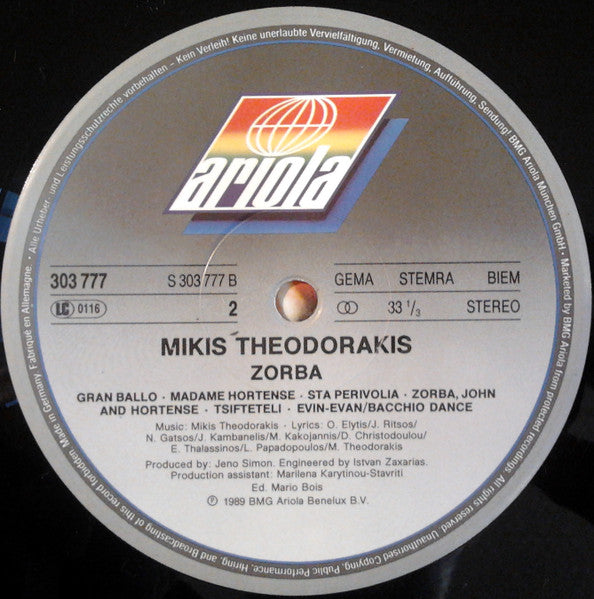 ariola
303 777
S 303 777 B
LC 0116
2
GEMA STEMRA BIEM
33 1/3 STEREO
MIKIS THEODORAKIS
ZORBA
GRAN BALLO · MADAME HORTENSE · STA PERIVOLIA · ZORBA, JOHN
AND HORTENSE · TSIFTETELI · EVIN-EVAN/BACCHIO DANCE
Music: Mikis Theodorakis · Lyrics: O. Elytis/J. Ritsos/
N. Gatsos/J. Kambanelis/M. Kakojannis/D. Christodoulou/
E. Thalassinos/L. Papadopoulos/M. Theodorakis
Produced by: Jeno Simon. Engineered by Istvan Zaxarias.
Production assistant: Marilena Karytinou-Stavriti
Ed. Mario Bois
℗ 1989 BMG Ariola Benelux B.V.
Made in Germany. Fabriqué en Allemagne. · Alle Urheber- und Leistungsschutzrechte vorbehalten – Kein Verleih! Keine unerlaubte Vervielfältigung, Vermietung, Aufführung, Sendung! BMG Ariola München GmbH · Marketed by BMG Ariola from protected recordings. All rights reserved. Unauthorised Copying, Public Performance, Hiring, and Broadcasting of this record forbidden.